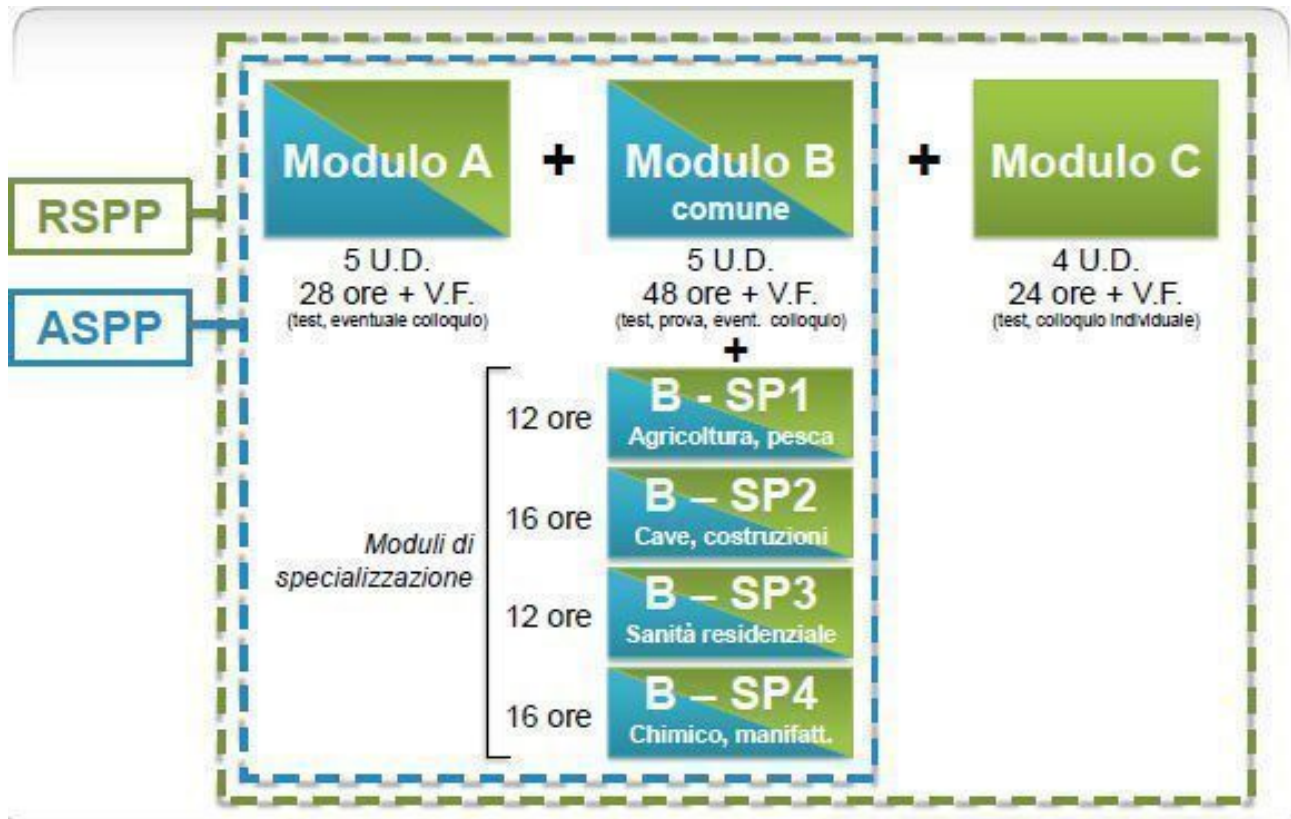 RSPP
ASPP
Modulo A
5 U.D.
28 ore + V.F.
(test, eventuale colloquio)
+
Modulo B
comune
5 U.D.
48 ore + V.F.
(test, prova, event. colloquio)
+
Modulo C
4 U.D.
24 ore + V.F.
(test, colloquio individuale)
+
Moduli di
specializzazione
12 ore
B - SP1
Agricoltura, pesca
16 ore
B – SP2
Cave, costruzioni
12 ore
B – SP3
Sanità residenziale
16 ore
B – SP4
Chimico, manifatt.